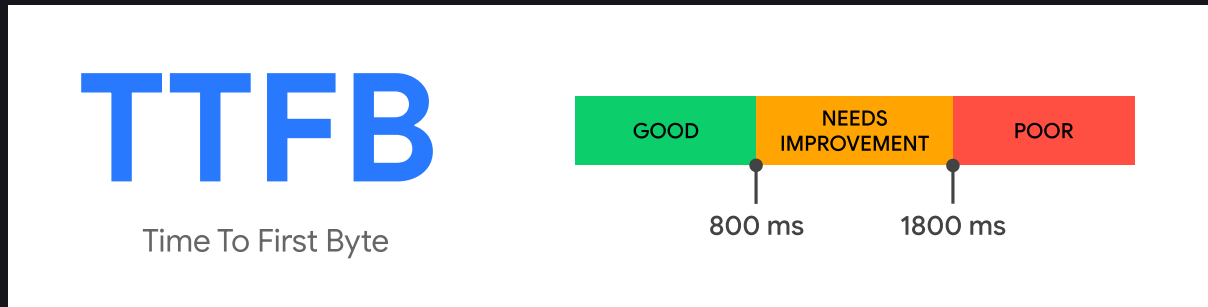 TTFB
Time To First Byte
GOOD
NEEDS
IMPROVEMENT
POOR
800 ms
1800 ms